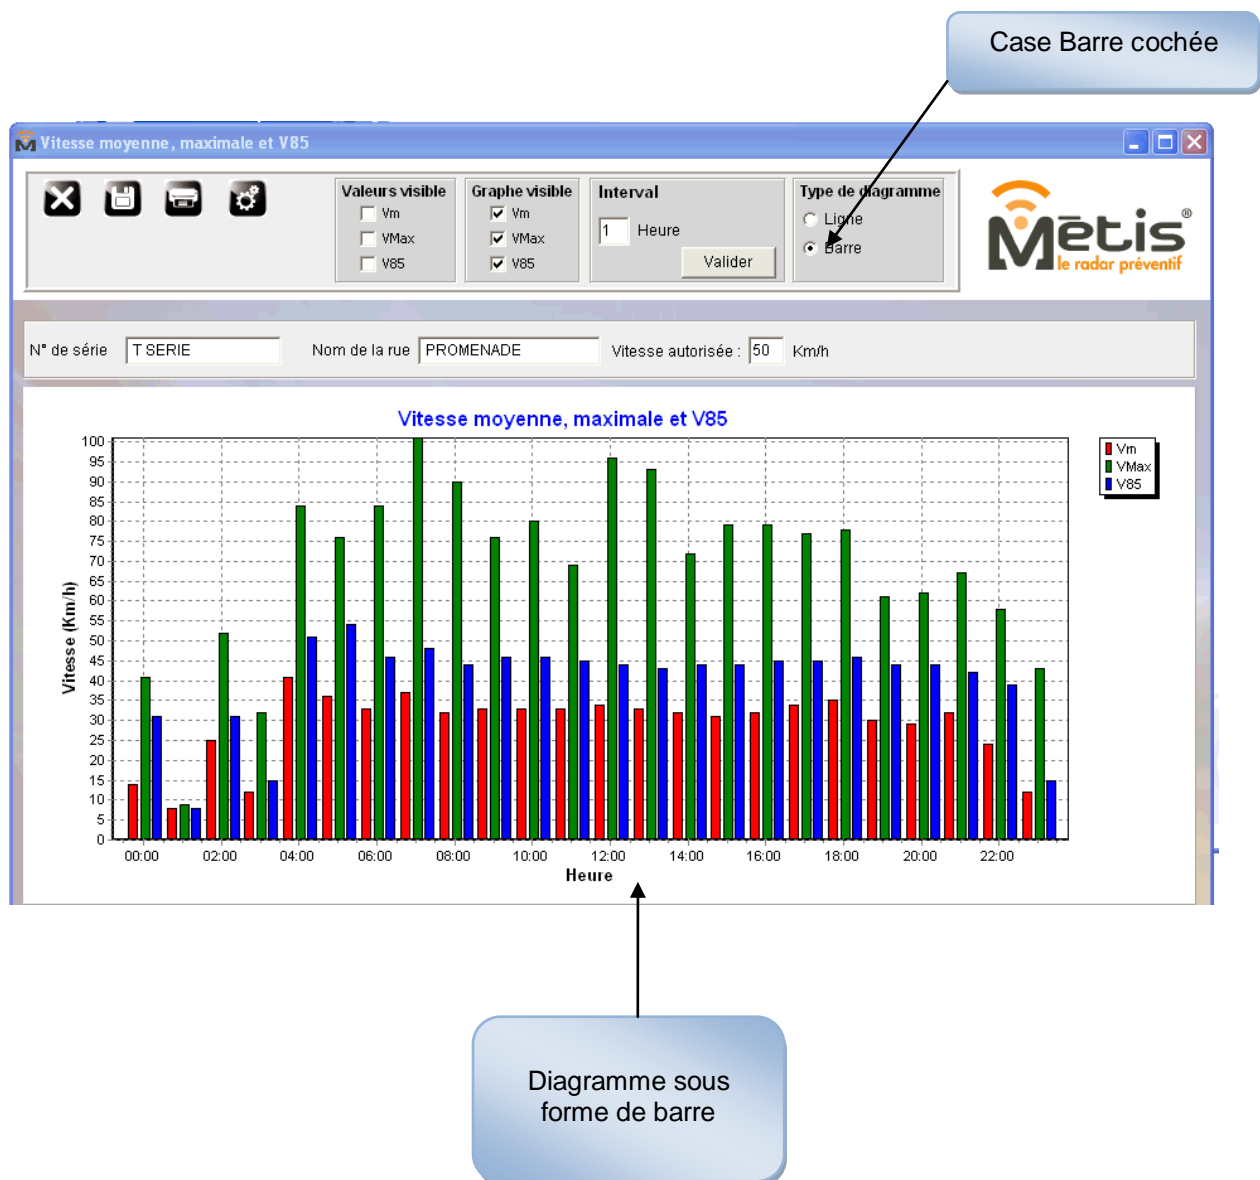 Case Barre cochée
Vitesse moyenne, maximale et V85
Valeurs visible
Vm
VMax
V85
Graphe visible
Vm
VMax
V85
Interval
1 Heure
Valider
Type de diagramme
Ligne
Barre
Mētis®
le radar préventif
N° de série T SERIE Nom de la rue PROMENADE Vitesse autorisée : 50 Km/h
Vitesse moyenne, maximale et V85
Vm
VMax
V85
Vitesse (Km/h)
100
95
90
85
80
75
70
65
60
55
50
45
40
35
30
25
20
15
10
5
0
00:00 02:00 04:00 06:00 08:00 10:00 12:00 14:00 16:00 18:00 20:00 22:00
Heure
Diagramme sous
forme de barre